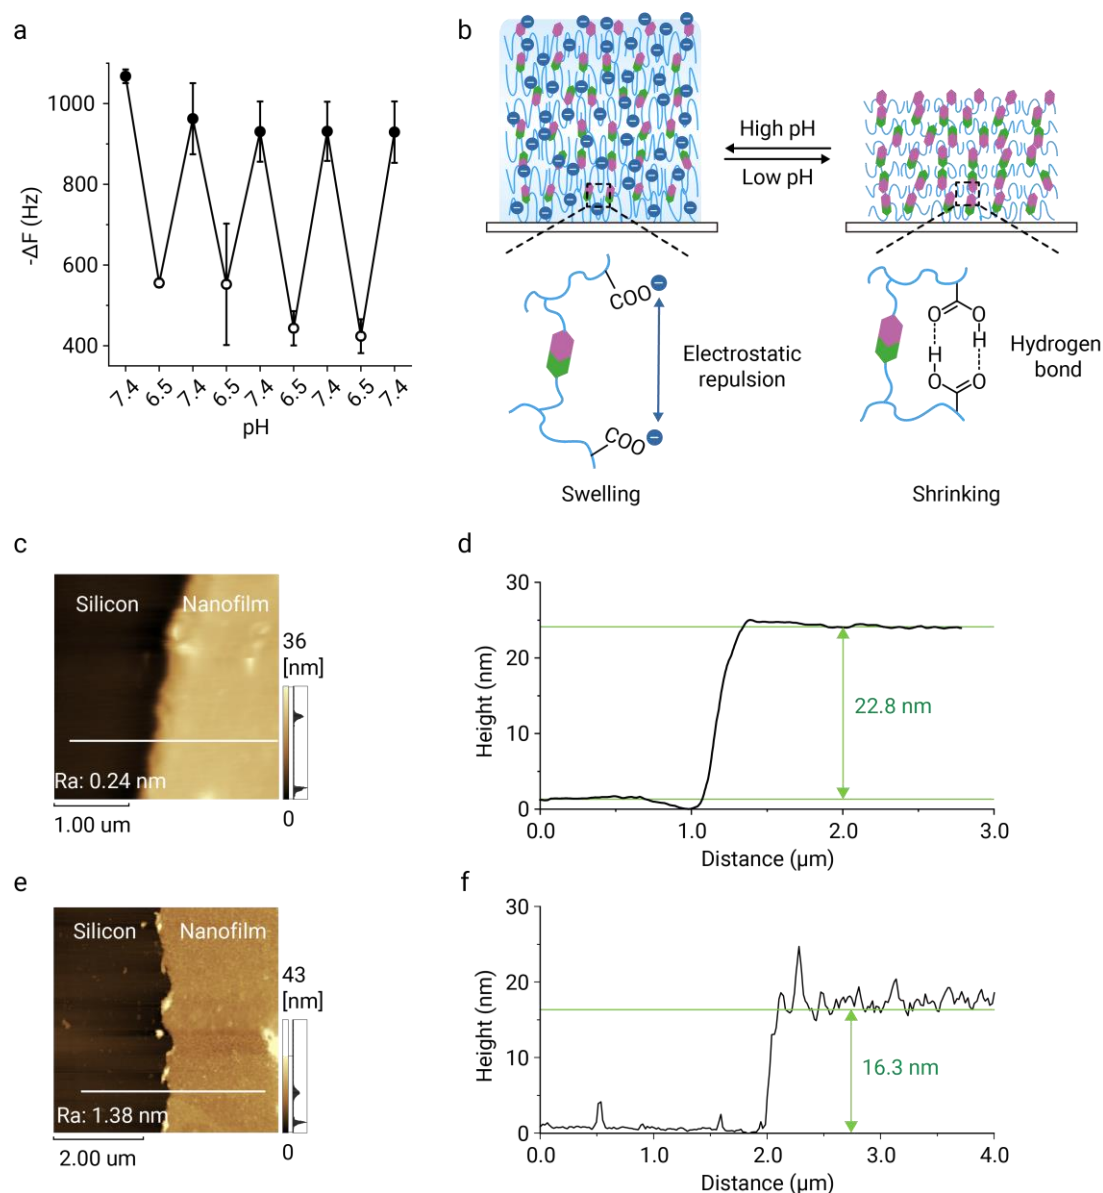 a
1000
800
600
400
-ΔF (Hz)
7.4
6.5
7.4
6.5
7.4
6.5
7.4
6.5
7.4
pH
b
High pH
Low pH
COO
COO
Electrostatic
repulsion
Swelling
O
O
H
H
O
O
Hydrogen
bond
Shrinking
c
Silicon
Nanofilm
36
[nm]
Ra: 0.24 nm
1.00 um
0
d
30
20
10
0
Height (nm)
22.8 nm
0.0
1.0
2.0
3.0
Distance (μm)
e
Silicon
Nanofilm
43
[nm]
Ra: 1.38 nm
2.00 um
0
f
30
20
10
0
Height (nm)
16.3 nm
0.0
1.0
2.0
3.0
4.0
Distance (μm)